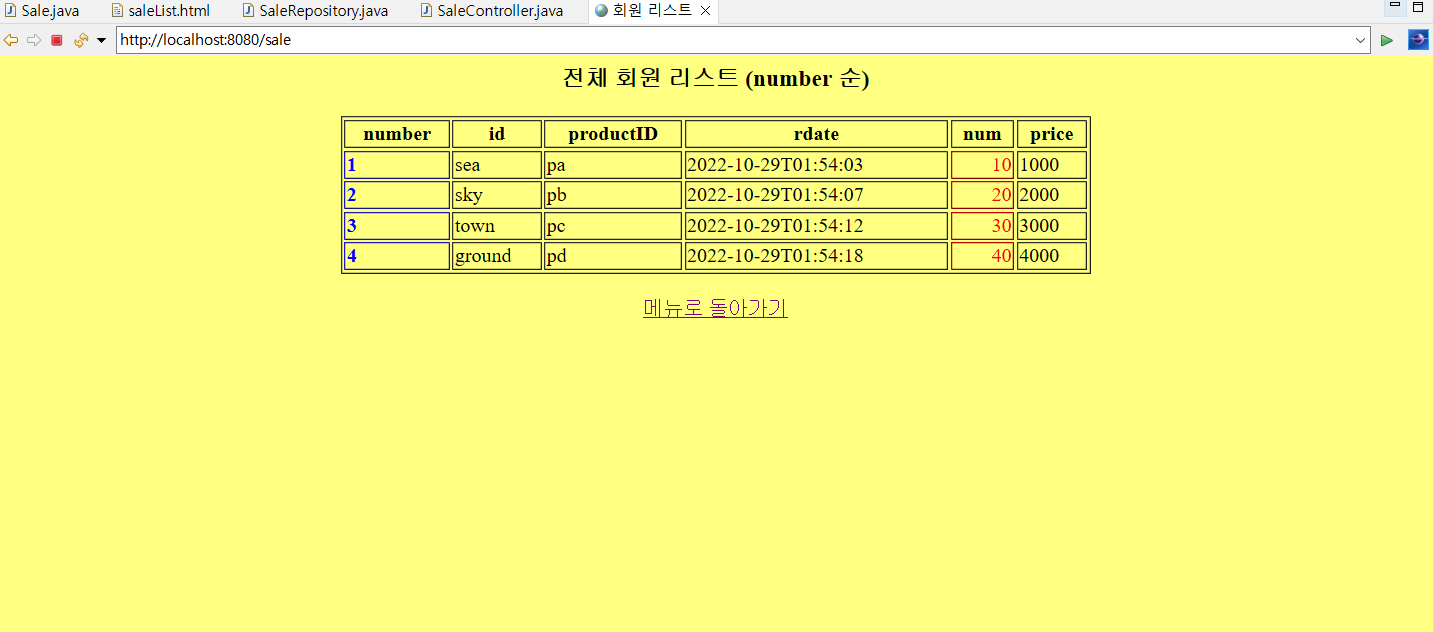 Sale.java saleList.html SaleRepository.java SaleController.java 회원 리스트
http://localhost:8080/sale
전체 회원 리스트 (number 순)
number id productID rdate num price
1 sea pa 2022-10-29T01:54:03 10 1000
2 sky pb 2022-10-29T01:54:07 20 2000
3 town pc 2022-10-29T01:54:12 30 3000
4 ground pd 2022-10-29T01:54:18 40 4000
메뉴로 돌아가기